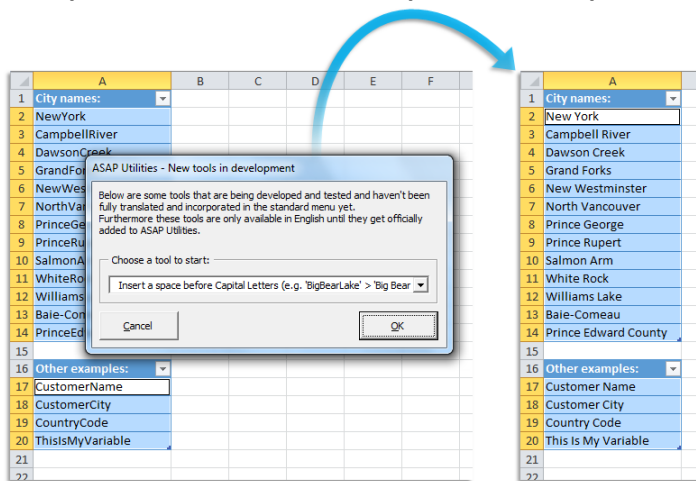 A B C D E F
1 City names:
2 NewYork
3 CampbellRiver
4 DawsonCreek
5 GrandFor
6 NewWes
7 NorthVar
8 PrinceGe
9 PrinceRu
10 SalmonA
11 WhiteRo
12 Williams
13 Baie-Com
14 PrinceEd
15
16 Other examples:
17 CustomerName
18 CustomerCity
19 CountryCode
20 ThisIsMyVariable
21
22
ASAP Utilities - New tools in development
Below are some tools that are being developed and tested and haven't been
fully translated and incorporated in the standard menu yet.
Furthermore these tools are only available in English until they get officially
added to ASAP Utilities.
Choose a tool to start:
Insert a space before Capital Letters (e.g. 'BigBearLake' > 'Big Bear
Cancel
OK
A
1 City names:
2 New York
3 Campbell River
4 Dawson Creek
5 Grand Forks
6 New Westminster
7 North Vancouver
8 Prince George
9 Prince Rupert
10 Salmon Arm
11 White Rock
12 Williams Lake
13 Baie-Comeau
14 Prince Edward County
15
16 Other examples:
17 Customer Name
18 Customer City
19 Country Code
20 This Is My Variable
21
22